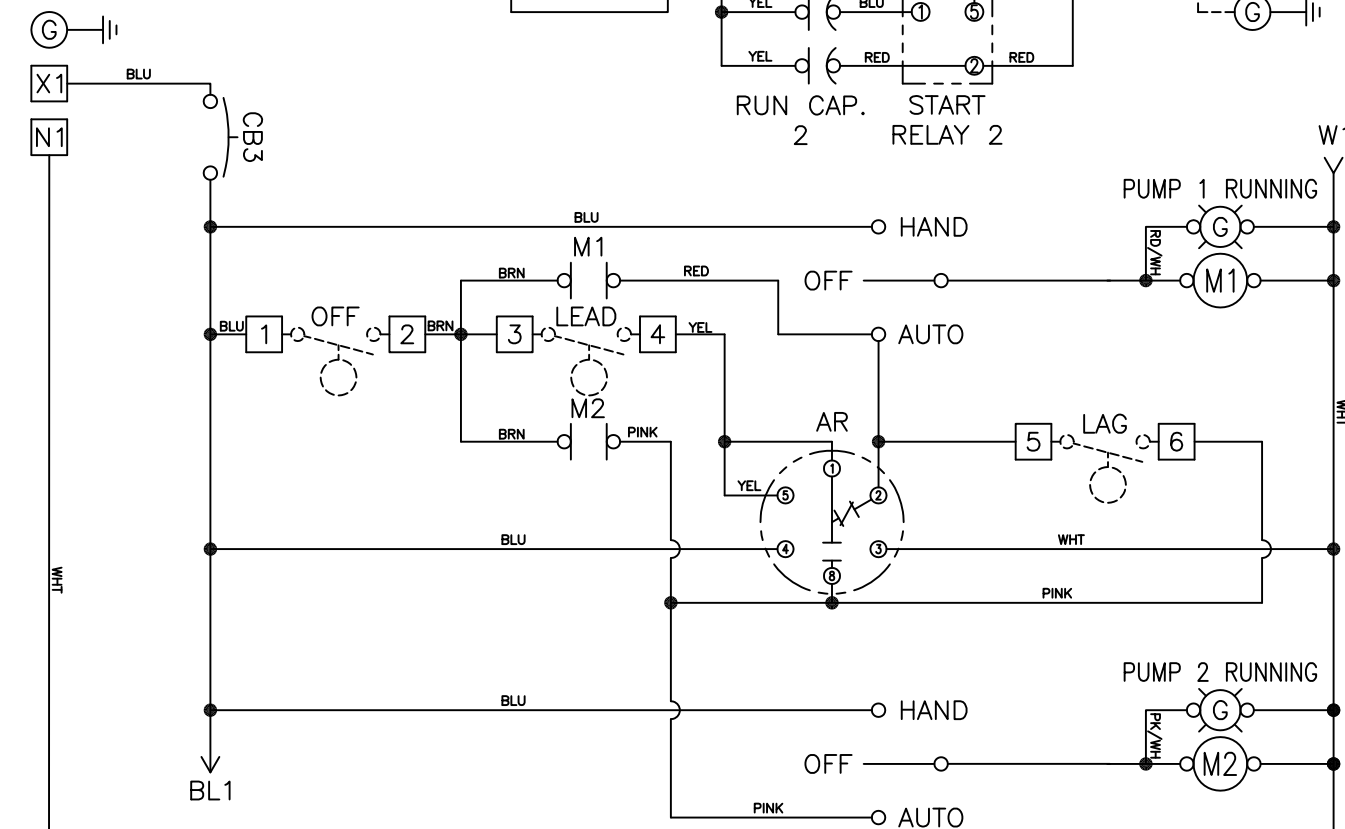 YEL
BLU
1
5
G
G
YEL
RED
2
RED
X1
BLU
RUN CAP.
2
START
RELAY 2
N1
CB3
PUMP 1 RUNNING
BLU
HAND
G
RD/WH
M1
BRN
RED
OFF
M1
BLU
1
OFF
2
BRN
3
LEAD
4
YEL
AUTO
M2
BRN
PINK
AR
5
LAG
6
1
YEL
5
2
BLU
4
3
WHT
8
PINK
WHT
PUMP 2 RUNNING
BLU
HAND
G
PK/WH
OFF
M2
BL1
PINK
AUTO